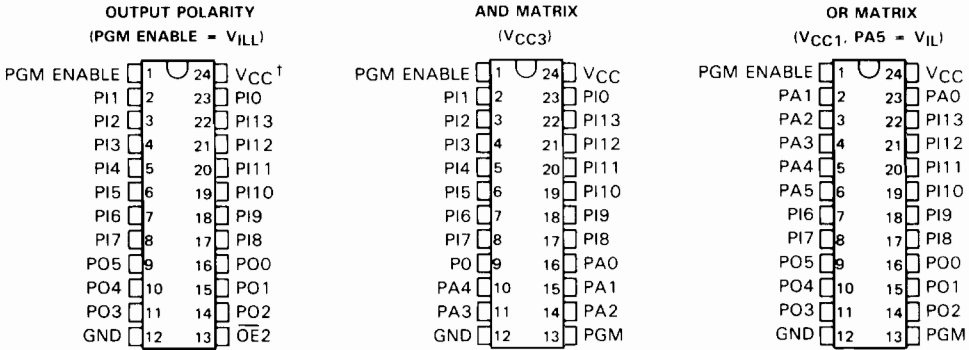 OUTPUT POLARITY
(PGM ENABLE = VILL)
PGM ENABLE 1 24 VCC†
PI1 2 23 PI0
PI2 3 22 PI13
PI3 4 21 PI12
PI4 5 20 PI11
PI5 6 19 PI10
PI6 7 18 PI9
PI7 8 17 PI8
PO5 9 16 PO0
PO4 10 15 PO1
PO3 11 14 PO2
GND 12 13 O̅E̅2
AND MATRIX
(VCC3)
PGM ENABLE 1 24 VCC
PI1 2 23 PI0
PI2 3 22 PI13
PI3 4 21 PI12
PI4 5 20 PI11
PI5 6 19 PI10
PI6 7 18 PI9
PI7 8 17 PI8
P0 9 16 PA0
PA4 10 15 PA1
PA3 11 14 PA2
GND 12 13 PGM
OR MATRIX
(VCC1, PA5 = VIL)
PGM ENABLE 1 24 VCC
PA1 2 23 PA0
PA2 3 22 PI13
PA3 4 21 PI12
PA4 5 20 PI11
PA5 6 19 PI10
PI6 7 18 PI9
PI7 8 17 PI8
PO5 9 16 PO0
PO4 10 15 PO1
PO3 11 14 PO2
GND 12 13 PGM